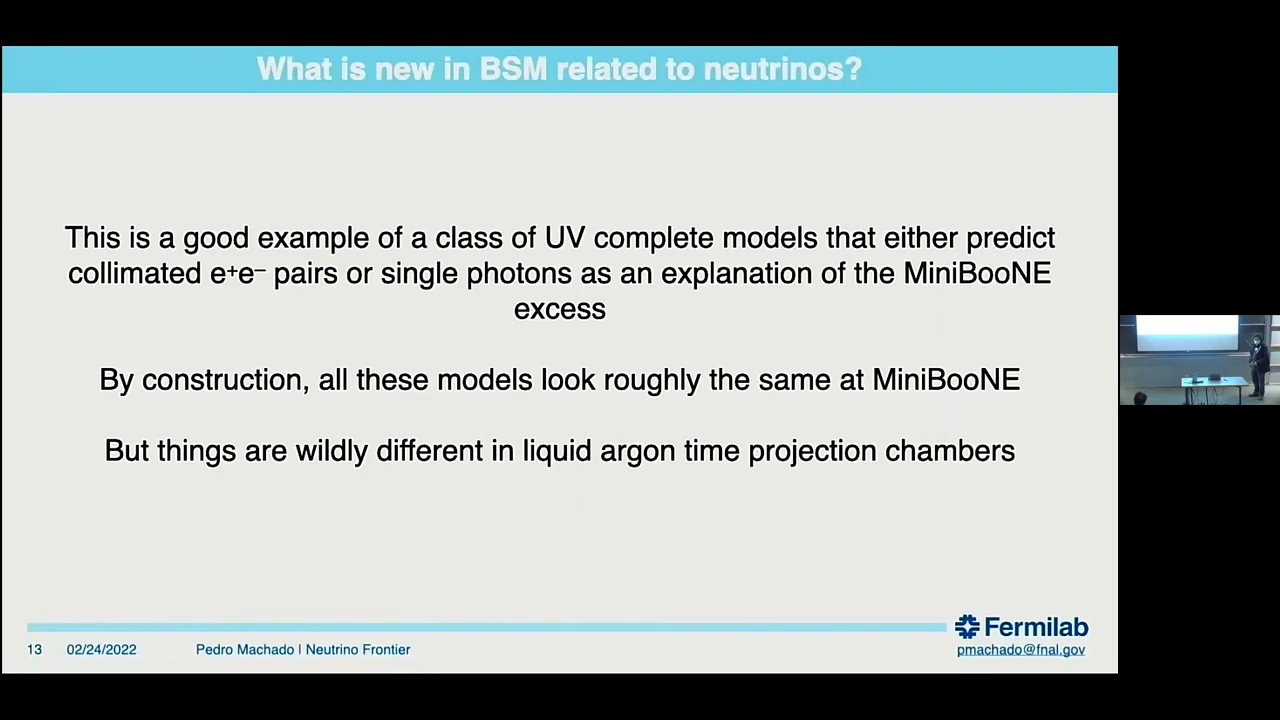 What is new in BSM related to neutrinos?
This is a good example of a class of UV complete models that either predict
collimated e⁺e⁻ pairs or single photons as an explanation of the MiniBooNE
excess
By construction, all these models look roughly the same at MiniBooNE
But things are wildly different in liquid argon time projection chambers
13 02/24/2022 Pedro Machado | Neutrino Frontier
Fermilab
pmachado@fnal.gov